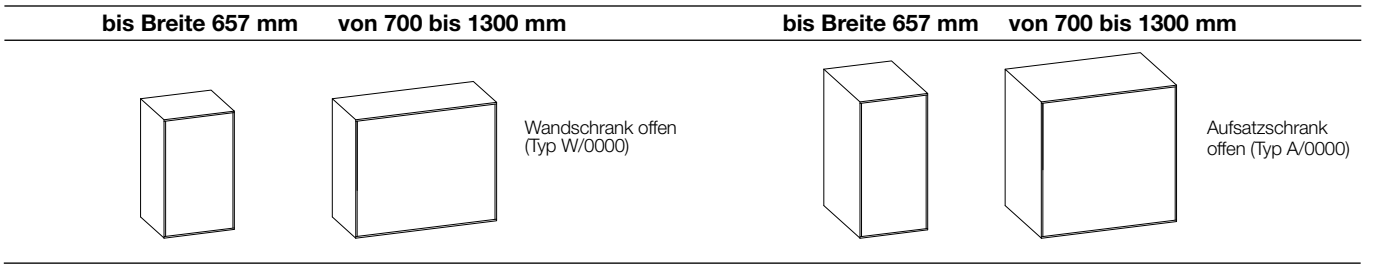 bis Breite 657 mm von 700 bis 1300 mm bis Breite 657 mm von 700 bis 1300 mm
Wandschrank offen
(Typ W/0000)
Aufsatzschrank
offen (Typ A/0000)